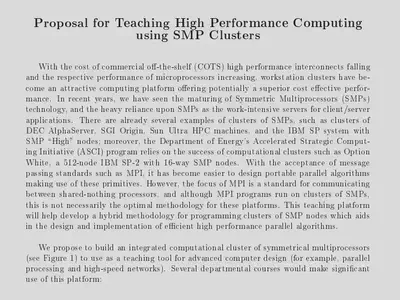 Proposal for Teaching High Performance Computing
using SMP Clusters
With the cost of commercial off-the-shelf (COTS) high performance interconnects falling
and the respective performance of microprocessors increasing, workstation clusters have be-
come an attractive computing platform offering potentially a superior cost effective perfor-
mance. In recent years, we have seen the maturing of Symmetric Multiprocessors (SMPs)
technology, and the heavy reliance upon SMPs as the work-intensive servers for client/server
applications. There are already several examples of clusters of SMPs, such as clusters of
DEC AlphaServer, SGI Origin, Sun Ultra HPC machines, and the IBM SP system with
SMP “High” nodes; moreover, the Department of Energy's Accelerated Strategic Comput-
ing Initiative (ASCI) program relies on the success of computational clusters such as Option
White, a 512-node IBM SP-2 with 16-way SMP nodes. With the acceptance of message
passing standards such as MPI, it has become easier to design portable parallel algorithms
making use of these primitives. However, the focus of MPI is a standard for communicating
between shared-nothing processors, and although MPI programs run on clusters of SMPs,
this is not necessarily the optimal methodology for these platforms. This teaching platform
will help develop a hybrid methodology for programming clusters of SMP nodes which aids
in the design and implementation of efficient high performance parallel algorithms.
We propose to build an integrated computational cluster of symmetrical multiprocessors
(see Figure 1) to use as a teaching tool for advanced computer design (for example, parallel
processing and high-speed networks). Several departmental courses would make significant
use of this platform: